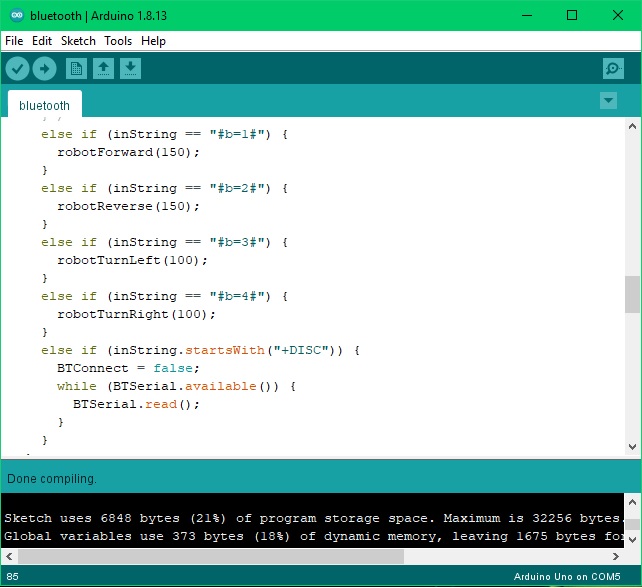 bluetooth | Arduino 1.8.13
File Edit Sketch Tools Help
bluetooth
else if (inString == "#b=1#") {
robotForward(150);
}
else if (inString == "#b=2#") {
robotReverse(150);
}
else if (inString == "#b=3#") {
robotTurnLeft(100);
}
else if (inString == "#b=4#") {
robotTurnRight(100);
}
else if (inString.startsWith("+DISC")) {
BTConnect = false;
while (BTSerial.available()) {
BTSerial.read();
}
}
Done compiling.
Sketch uses 6848 bytes (21%) of program storage space. Maximum is 32256 bytes.
Global variables use 373 bytes (18%) of dynamic memory, leaving 1675 bytes for
85 Arduino Uno on COM5